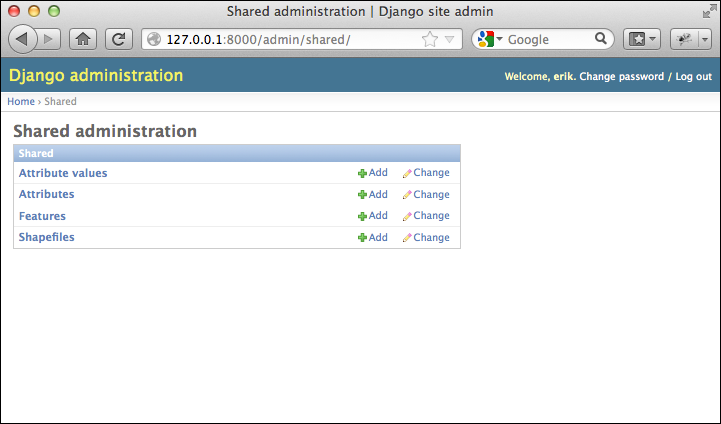 Shared administration | Django site admin
127.0.0.1:8000/admin/shared/
Google
Django administration
Welcome, erik. Change password / Log out
Home › Shared
Shared administration
Shared
Attribute values Add Change
Attributes Add Change
Features Add Change
Shapefiles Add Change